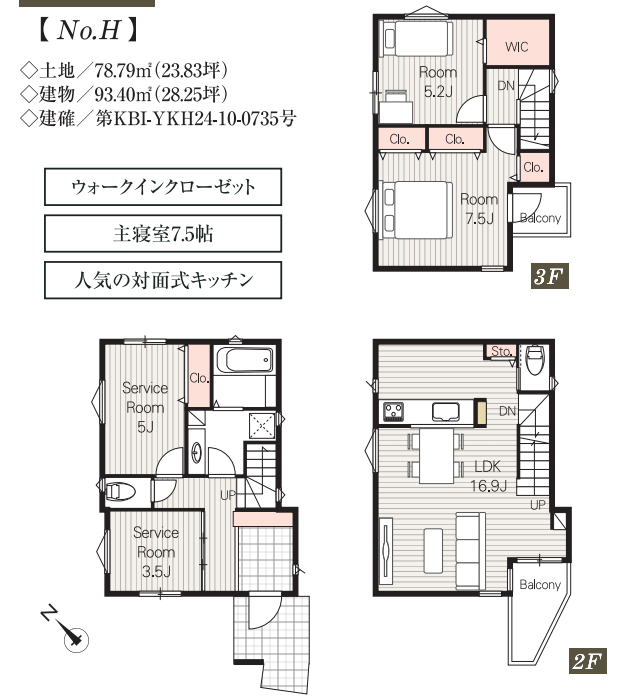 【 No.H 】
◇土地／78.79㎡(23.83坪)
◇建物／93.40㎡(28.25坪)
◇建確／第KBI-YKH24-10-0735号
ウォークインクローゼット
主寝室7.5帖
人気の対面式キッチン
WIC
Room
5.2J
DN
Clo.
Clo.
Clo.
Room
7.5J
Balcony
3F
Service
Room
5J
Clo.
UP
Service
Room
3.5J
N
Sto.
DN
LDK
16.9J
UP
Balcony
2F